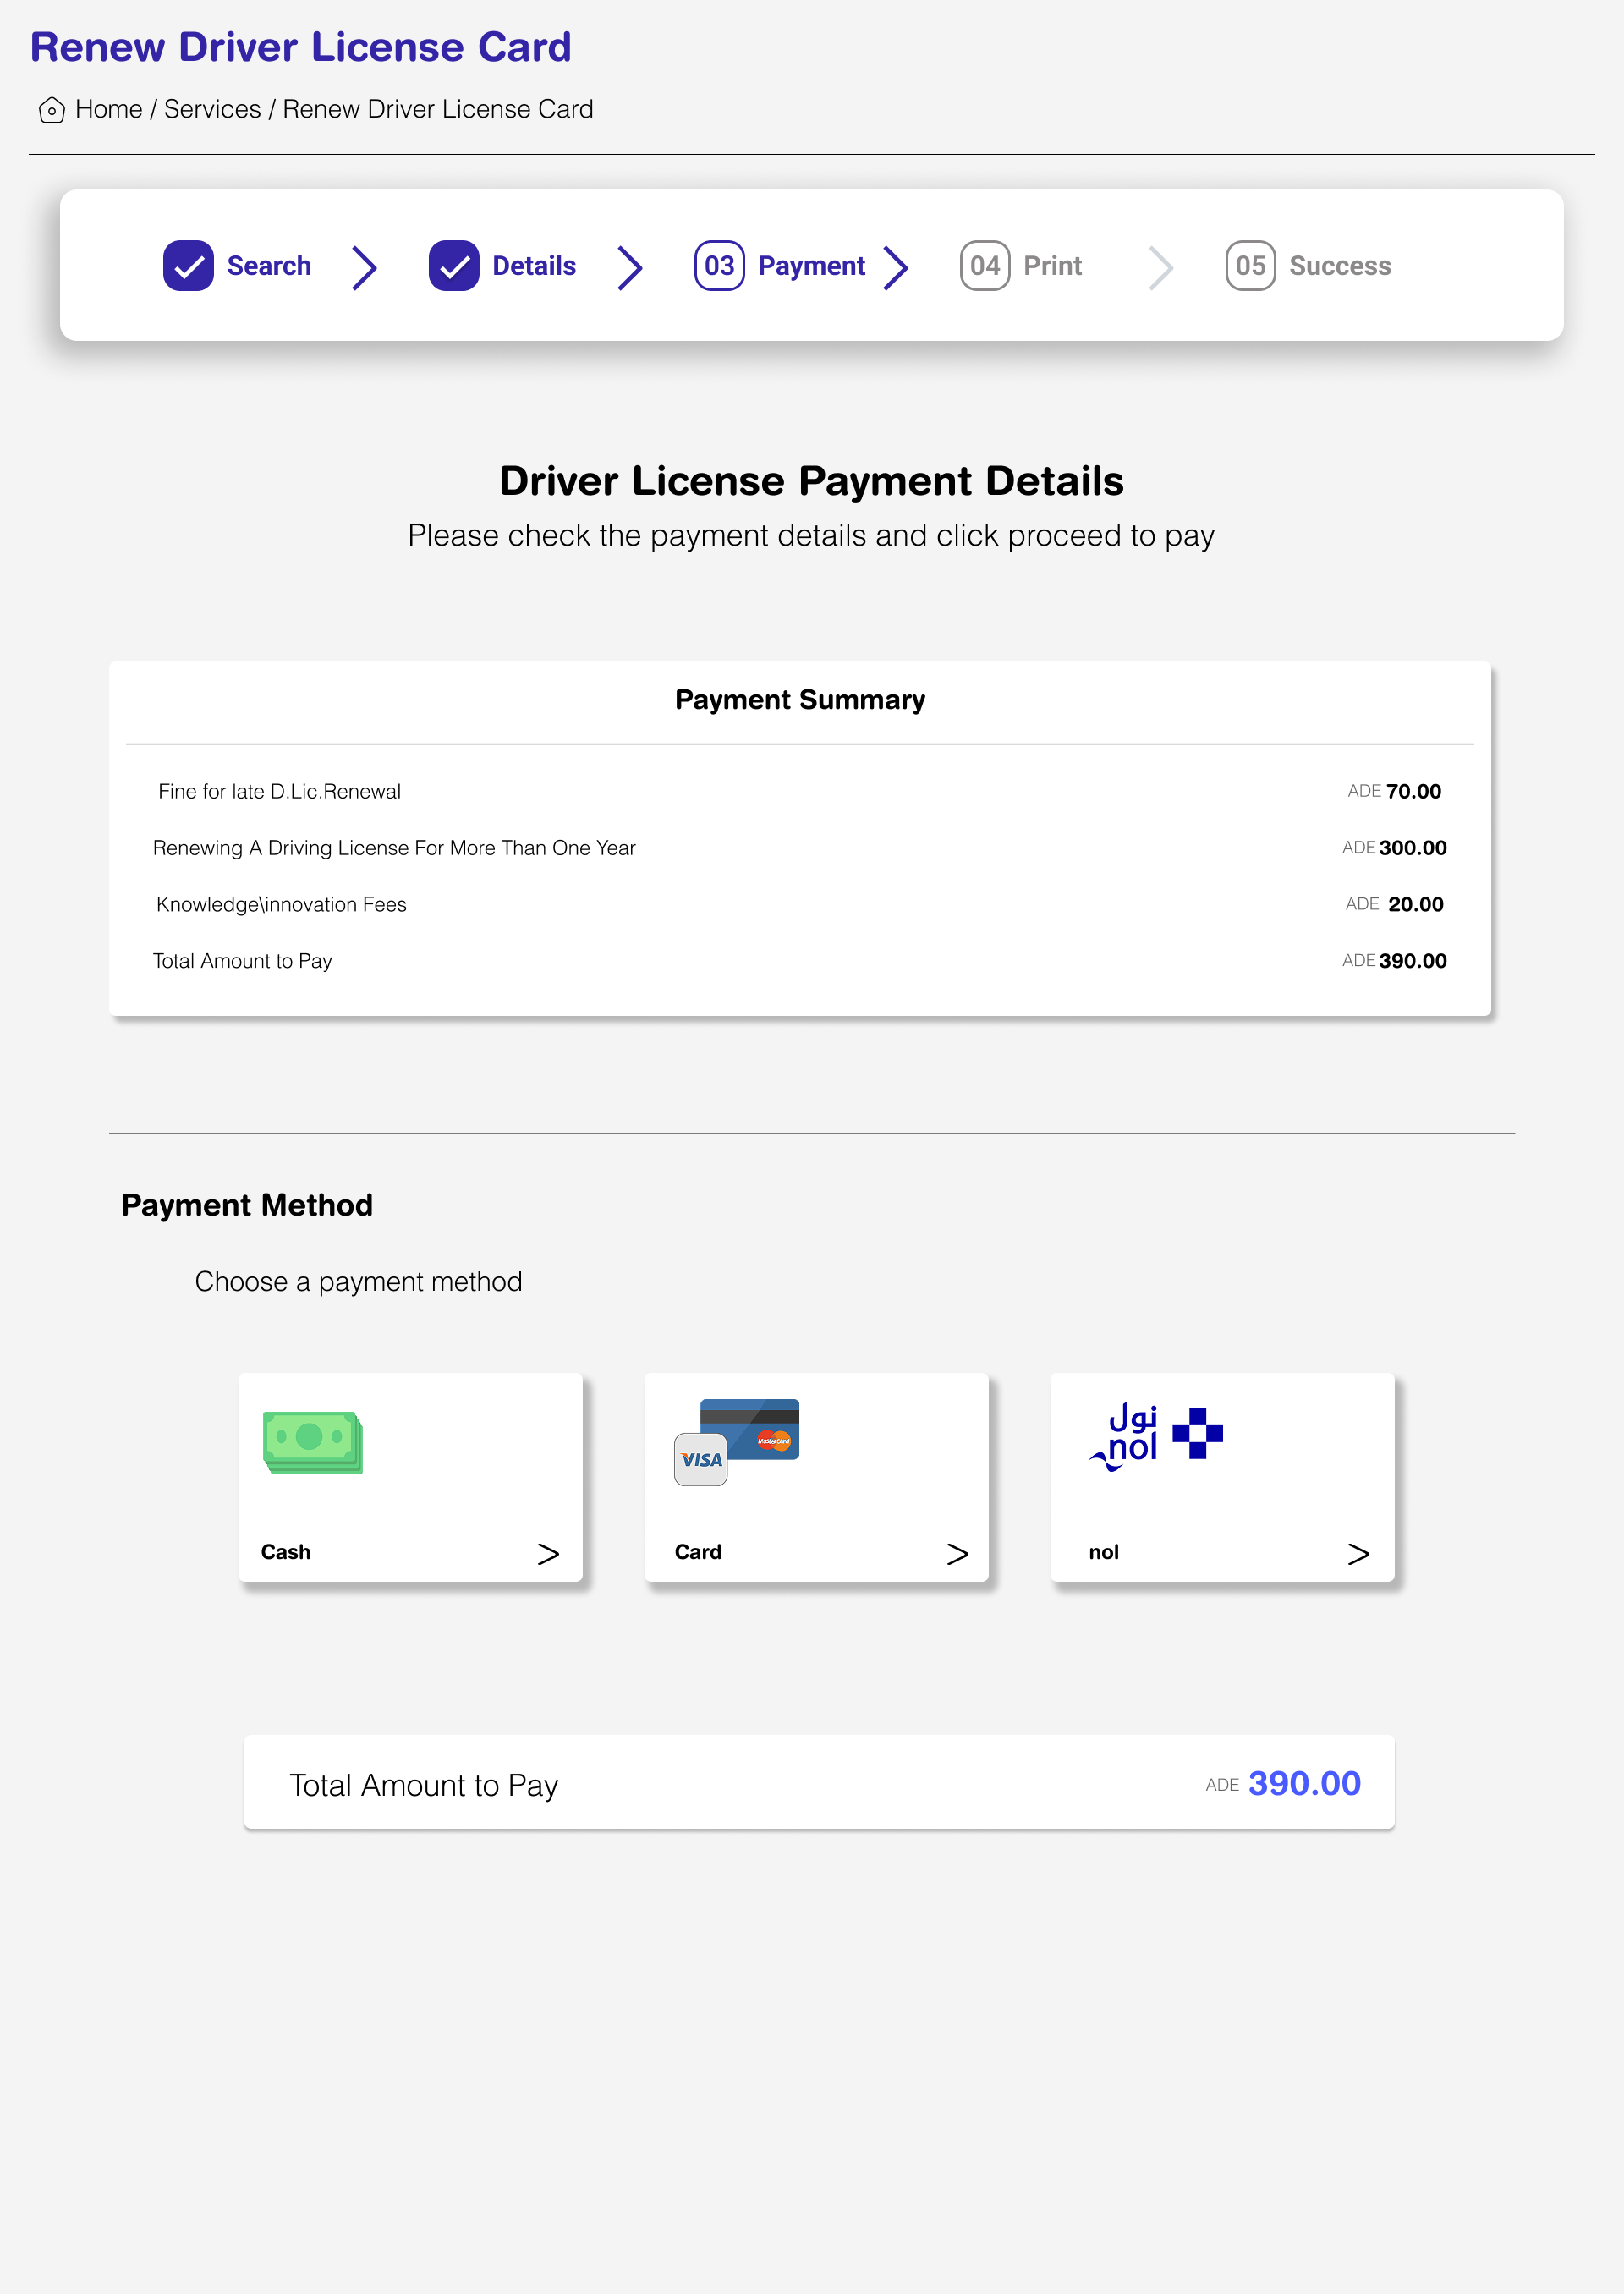 Renew Driver License Card
Home / Services / Renew Driver License Card
Search
Details
03 Payment
04 Print
05 Success
Driver License Payment Details
Please check the payment details and click proceed to pay
Payment Summary
Fine for late D.Lic.Renewal ADE 70.00
Renewing A Driving License For More Than One Year ADE 300.00
Knowledge\innovation Fees ADE 20.00
Total Amount to Pay ADE 390.00
Payment Method
Choose a payment method
MasterCard
VISA
نول
nol
Cash >
Card >
nol >
Total Amount to Pay ADE 390.00